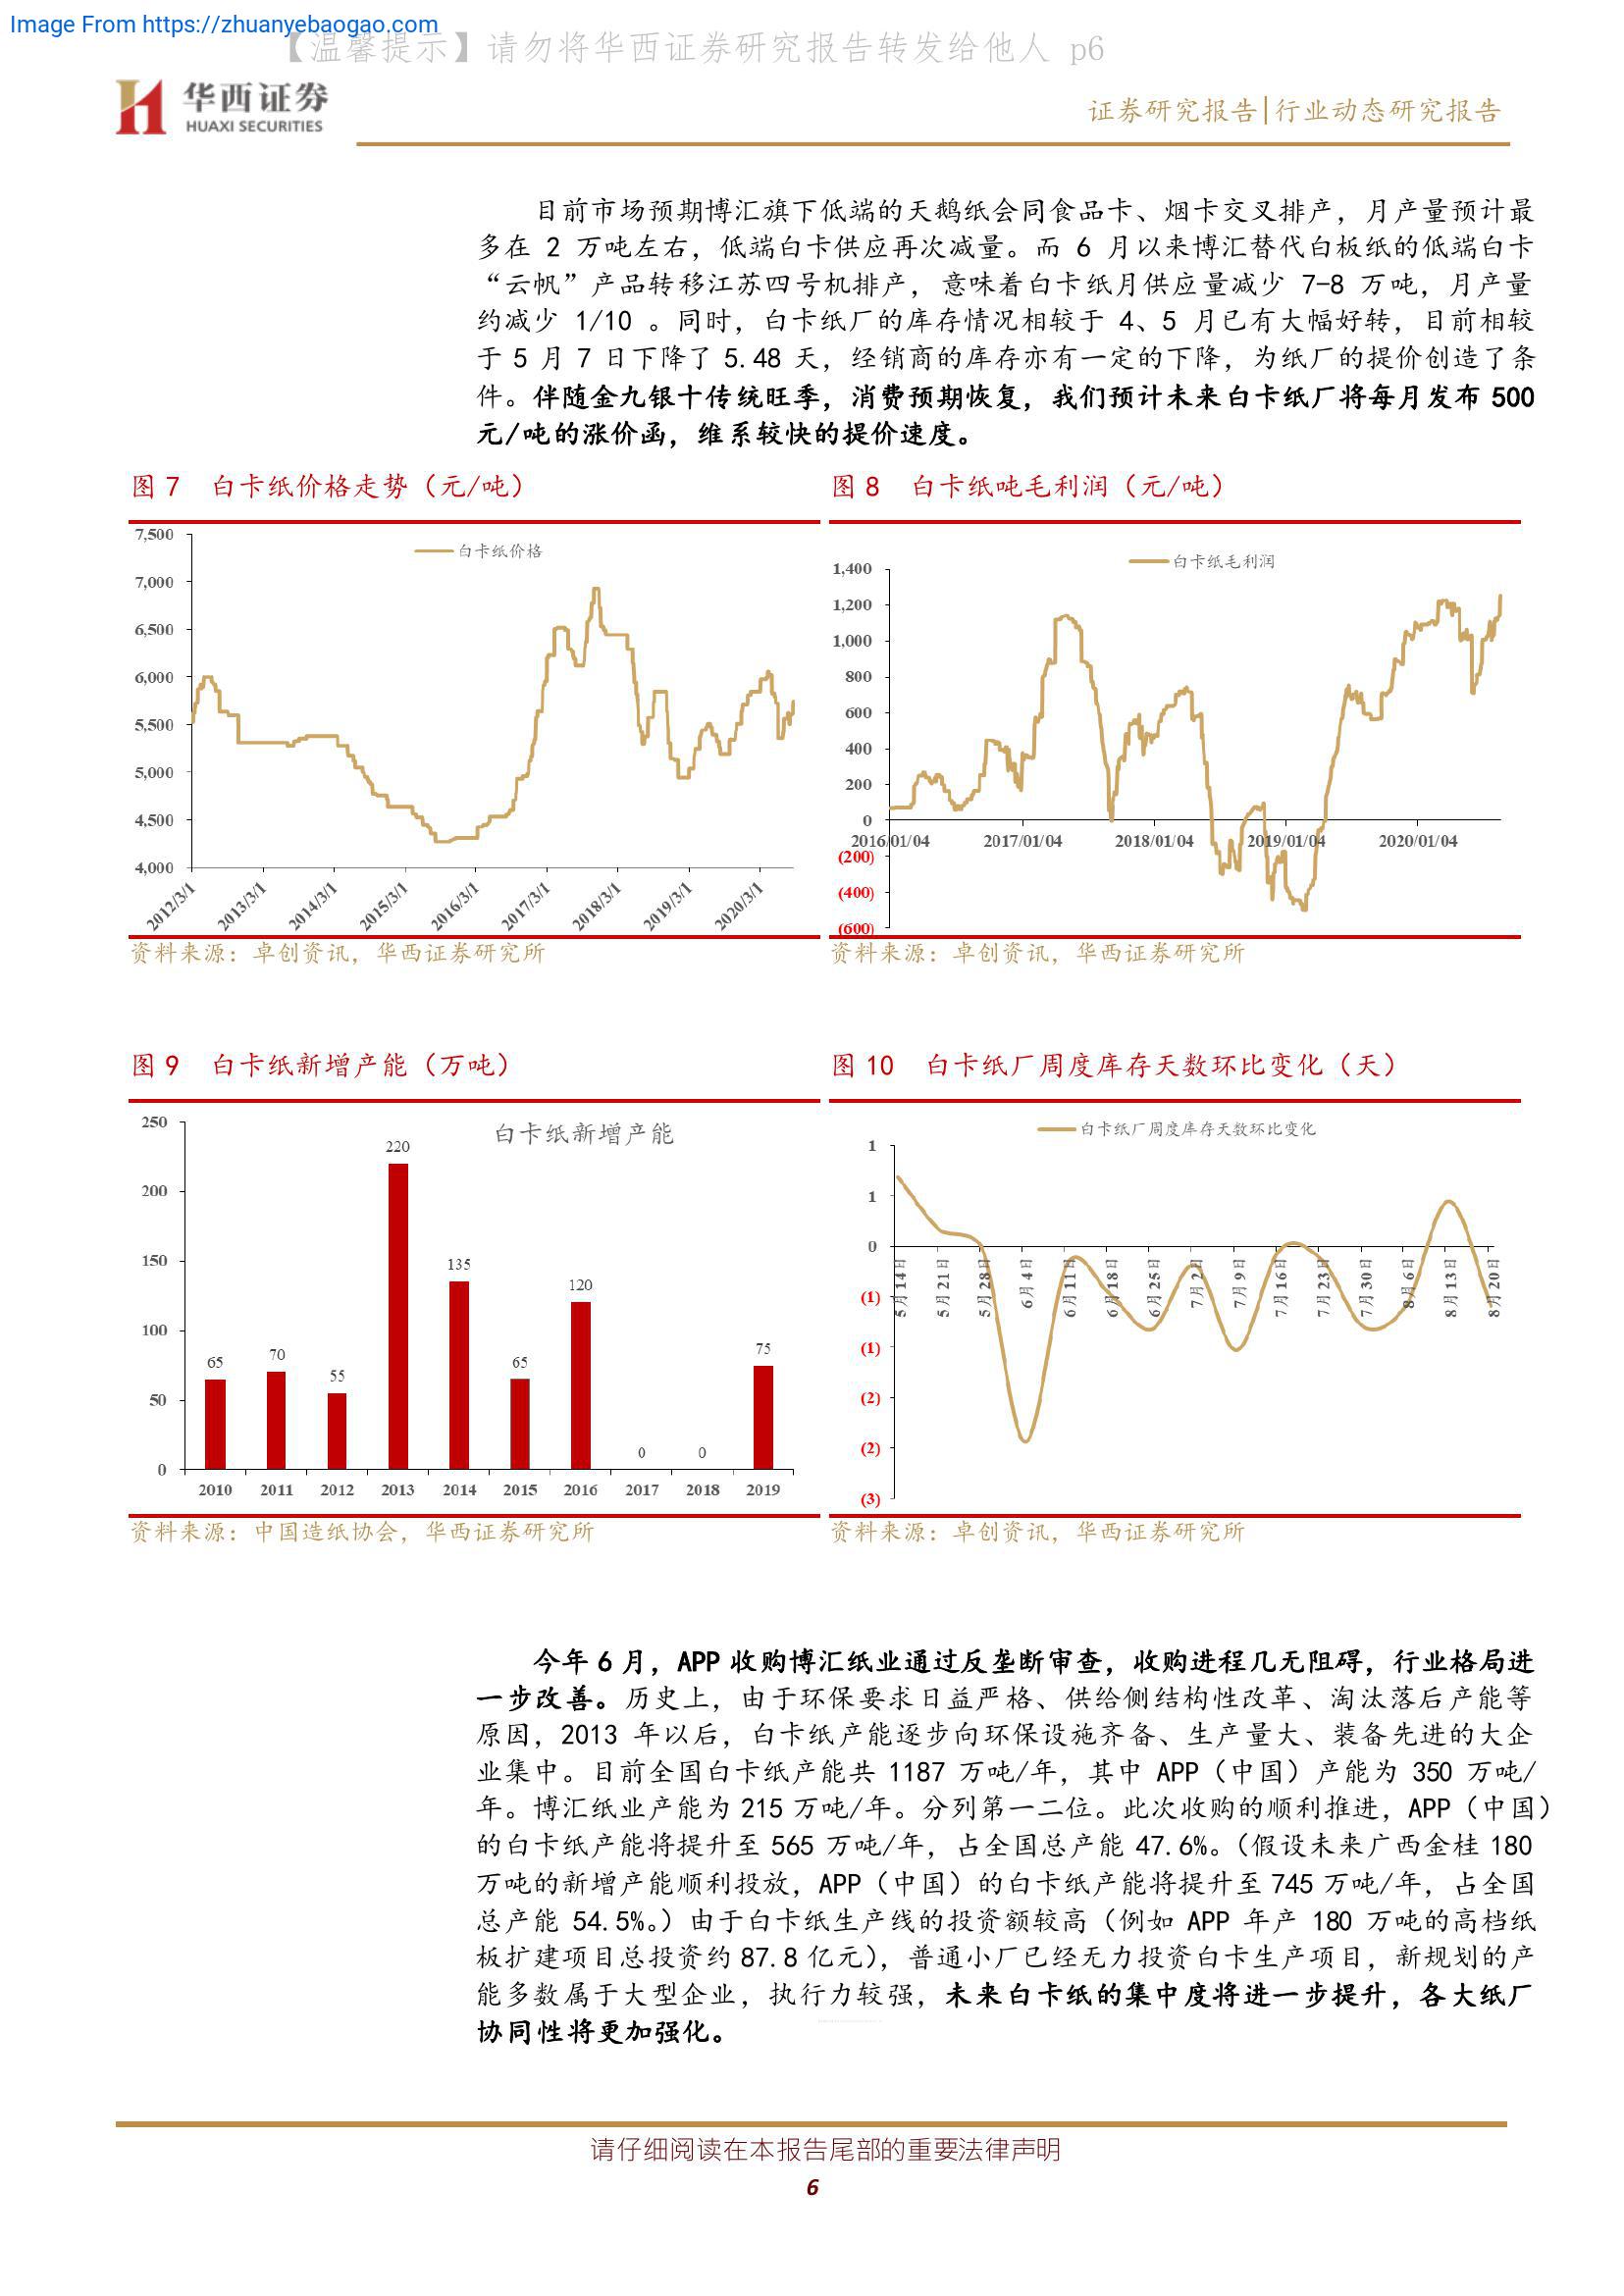 Image From https://zhuanyebaogao.com
【温馨提示】请勿将华西证券研究报告转发给他人 p6
华西证券
HUAXI SECURITIES
证券研究报告|行业动态研究报告
目前市场预期博汇旗下低端的天鹅纸会同食品卡、烟卡交叉排产，月产量预计最
多在 2 万吨左右，低端白卡供应再次减量。而 6 月以来博汇替代白板纸的低端白卡
“云帆”产品转移江苏四号机排产，意味着白卡纸月供应量减少 7-8 万吨，月产量
约减少 1/10 。同时，白卡纸厂的库存情况相较于 4、5 月已有大幅好转，目前相较
于 5 月 7 日下降了 5.48 天，经销商的库存亦有一定的下降，为纸厂的提价创造了条
件。伴随金九银十传统旺季，消费预期恢复，我们预计未来白卡纸厂将每月发布 500
元/吨的涨价函，维系较快的提价速度。
图 7 白卡纸价格走势（元/吨）
白卡纸价格
7,500
7,000
6,500
6,000
5,500
5,000
4,500
4,000
2012/3/1 2013/3/1 2014/3/1 2015/3/1 2016/3/1 2017/3/1 2018/3/1 2019/3/1 2020/3/1
资料来源：卓创资讯，华西证券研究所
图 8 白卡纸吨毛利润（元/吨）
白卡纸毛利润
1,400
1,200
1,000
800
600
400
200
0
2016/01/04 2017/01/04 2018/01/04 2019/01/04 2020/01/04
(200)
(400)
(600)
资料来源：卓创资讯，华西证券研究所
图 9 白卡纸新增产能（万吨）
白卡纸新增产能
250
200
150
100
50
0
65 70 55 220 135 65 120 0 0 75
2010 2011 2012 2013 2014 2015 2016 2017 2018 2019
资料来源：中国造纸协会，华西证券研究所
图 10 白卡纸厂周度库存天数环比变化（天）
白卡纸厂周度库存天数环比变化
1
1
0
(1)
(1)
(2)
(2)
(3)
5月14日 5月21日 5月28日 6月4日 6月11日 6月18日 6月25日 7月2日 7月9日 7月16日 7月23日 7月30日 8月6日 8月13日 8月20日
资料来源：卓创资讯，华西证券研究所
今年 6 月，APP 收购博汇纸业通过反垄断审查，收购进程几无阻碍，行业格局进
一步改善。历史上，由于环保要求日益严格、供给侧结构性改革、淘汰落后产能等
原因，2013 年以后，白卡纸产能逐步向环保设施齐备、生产量大、装备先进的大企
业集中。目前全国白卡纸产能共 1187 万吨/年，其中 APP（中国）产能为 350 万吨/
年。博汇纸业产能为 215 万吨/年。分列第一二位。此次收购的顺利推进，APP（中国）
的白卡纸产能将提升至 565 万吨/年，占全国总产能 47.6%。（假设未来广西金桂 180
万吨的新增产能顺利投放，APP（中国）的白卡纸产能将提升至 745 万吨/年，占全国
总产能 54.5%。）由于白卡纸生产线的投资额较高（例如 APP 年产 180 万吨的高档纸
板扩建项目总投资约 87.8 亿元），普通小厂已经无力投资白卡生产项目，新规划的产
能多数属于大型企业，执行力较强，未来白卡纸的集中度将进一步提升，各大纸厂
协同性将更加强化。
请仔细阅读在本报告尾部的重要法律声明
6